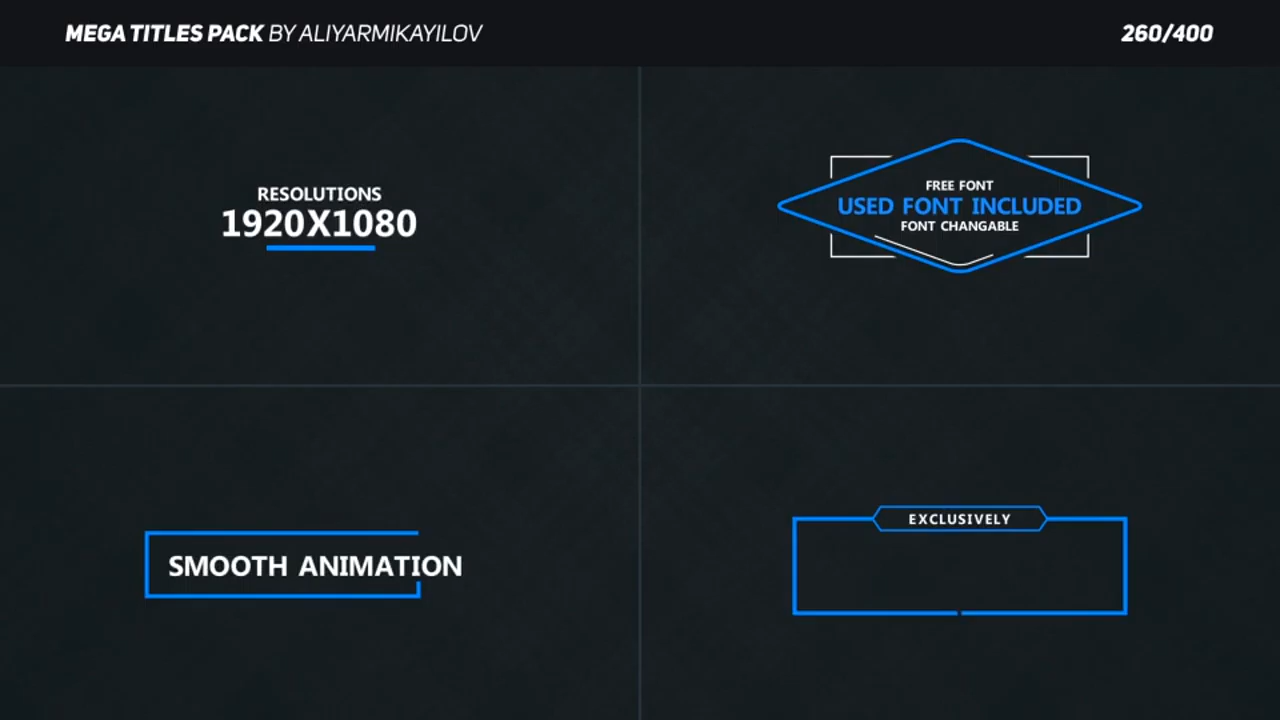 MEGA TITLES PACK BY ALIYARMIKAYILOV
260/400
RESOLUTIONS
1920X1080
FREE FONT
USED FONT INCLUDED
FONT CHANGABLE
SMOOTH ANIMATION
EXCLUSIVELY